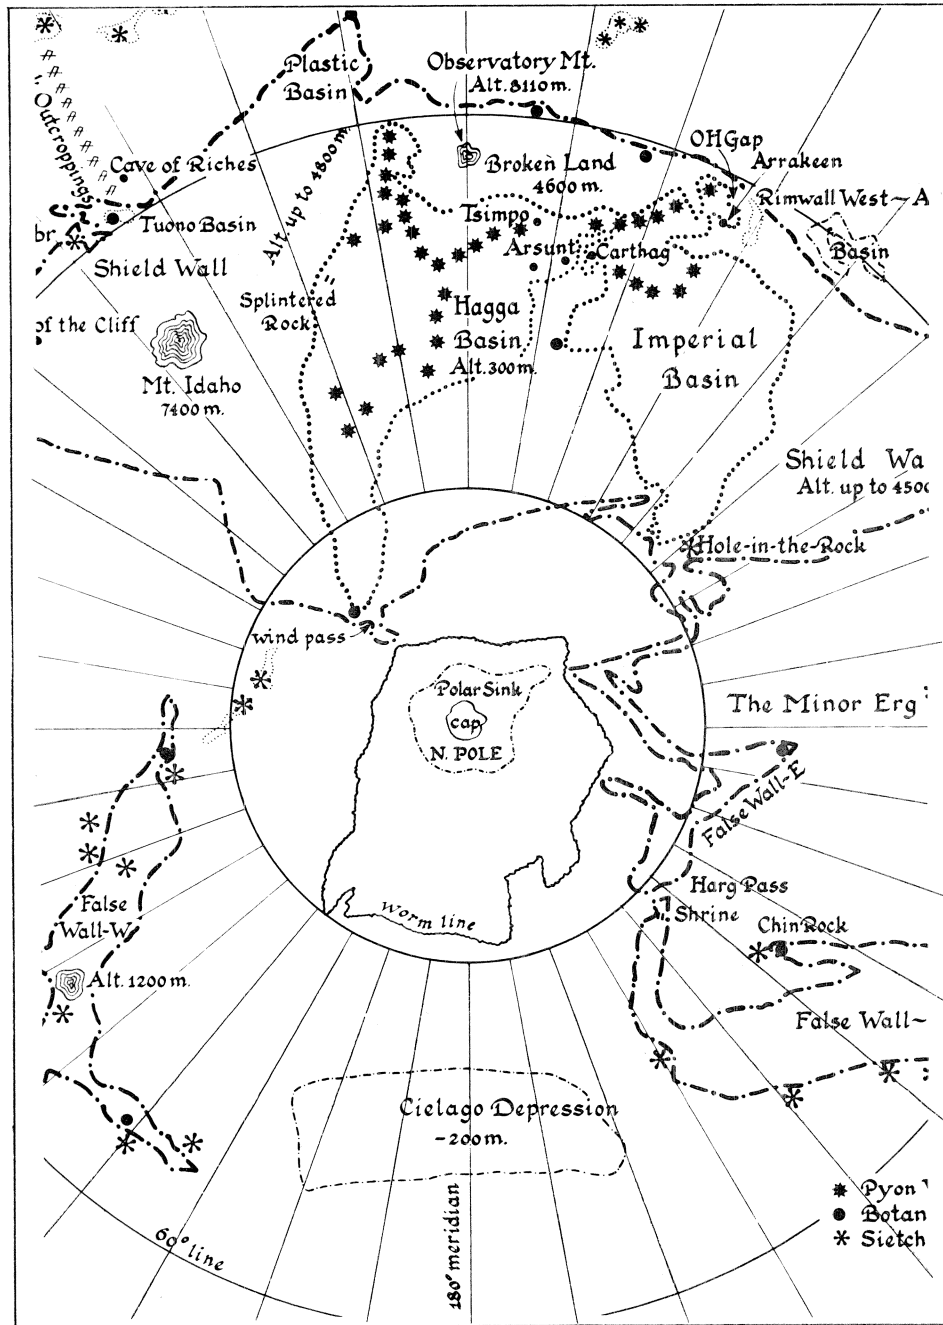 Plastic
Basin
Observatory Mt.
Alt. 8110m.
"Outcroppings
Cave of Riches
Alt. up to 4800m.
Broken Land
4600 m.
OHGap
Arrakeen
Rimwall West~A
br
Tuono Basin
Tsimpo
Arsunt
Carthag
Basin
Shield Wall
Splintered
Rock
Hagga
Basin
Alt. 300m.
Imperial
Basin
of the Cliff
Mt. Idaho
7400 m.
Shield Wa
Alt. up to 450
Hole-in-the-Rock
wind pass
Polar Sink
cap
N. POLE
The Minor Erg
False Wall-E
False
Wall-W
worm line
Harg Pass
Shrine
Chin Rock
Alt. 1200 m.
False Wall~
Cielago Depression
-200 m.
180° meridian
60° line
Pyon
Botan
Sietch